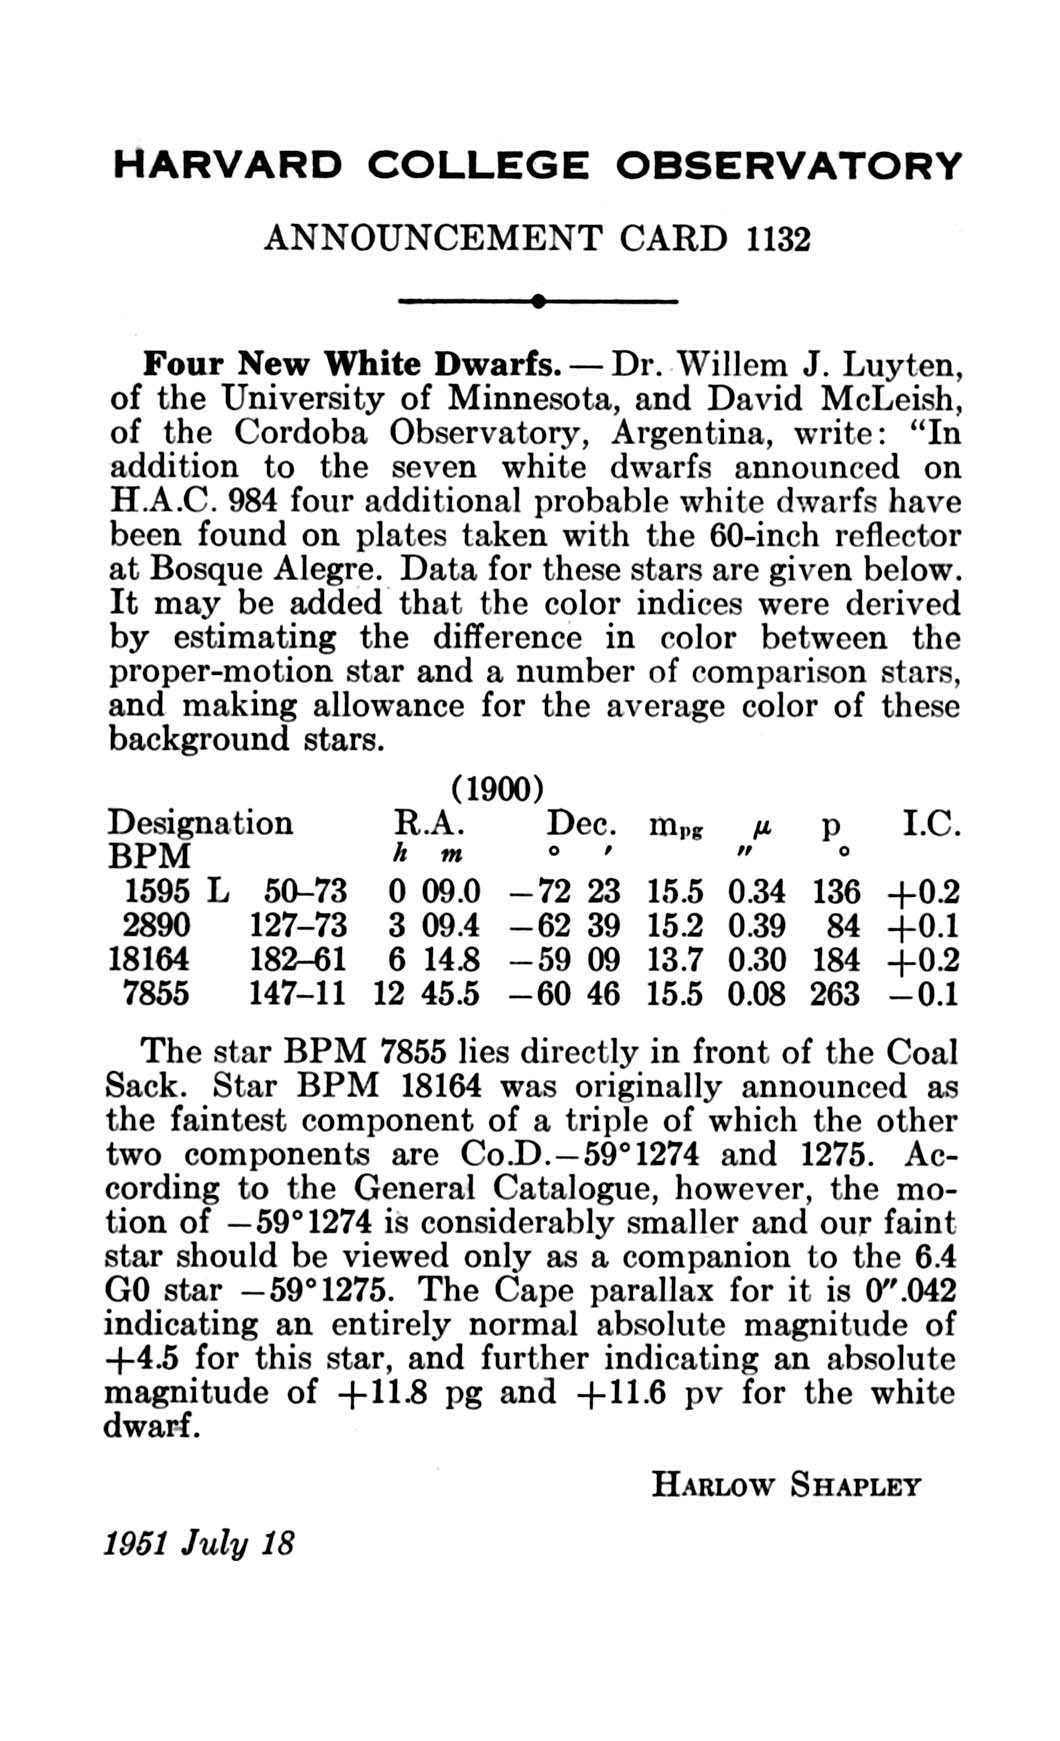 HARVARD COLLEGE OBSERVATORY
ANNOUNCEMENT CARD 1132
Four New White Dwarfs. — Dr. Willem J. Luyten,
of the University of Minnesota, and David McLeish,
of the Cordoba Observatory, Argentina, write: “In
addition to the seven white dwarfs announced on
H.A.C. 984 four additional probable white dwarfs have
been found on plates taken with the 60-inch reflector
at Bosque Alegre. Data for these stars are given below.
It may be added that the color indices were derived
by estimating the difference in color between the
proper-motion star and a number of comparison stars,
and making allowance for the average color of these
background stars.
(1900)
Designation R.A. Dec. mpg μ p I.C.
BPM h m ° ′ ″ °
1595 L 50–73 0 09.0 −72 23 15.5 0.34 136 +0.2
2890 127–73 3 09.4 −62 39 15.2 0.39 84 +0.1
18164 182–61 6 14.8 −59 09 13.7 0.30 184 +0.2
7855 147–11 12 45.5 −60 46 15.5 0.08 263 −0.1
The star BPM 7855 lies directly in front of the Coal
Sack. Star BPM 18164 was originally announced as
the faintest component of a triple of which the other
two components are Co.D.−59°1274 and 1275. Ac-
cording to the General Catalogue, however, the mo-
tion of −59°1274 is considerably smaller and our faint
star should be viewed only as a companion to the 6.4
G0 star −59°1275. The Cape parallax for it is 0″.042
indicating an entirely normal absolute magnitude of
+4.5 for this star, and further indicating an absolute
magnitude of +11.8 pg and +11.6 pv for the white
dwarf.
HARLOW SHAPLEY
1951 July 18